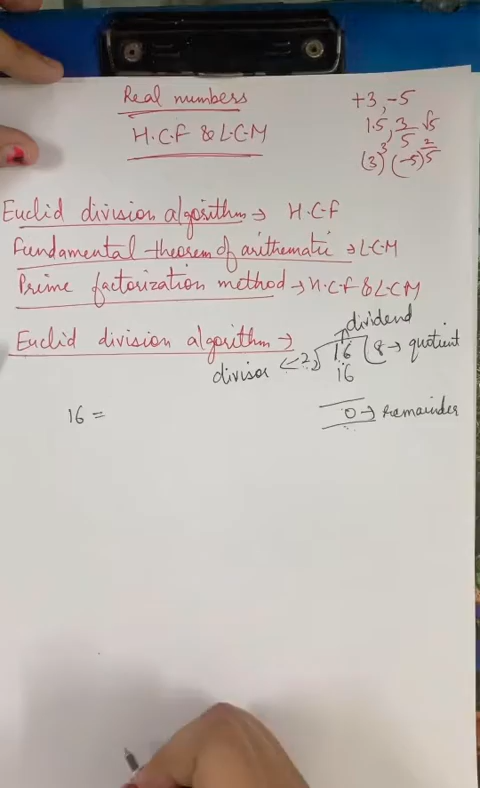 Real numbers
H.C.F & L.C.M
+3, -5
1.5, 3/5 √5
(3)³ (-5)^2/5
Euclid division algorithm → H.C.F
Fundamental theorem of arithematic → L.C.M
Prime factorization method → H.C.F & L.C.M
Euclid division algorithm →
dividend
divisor ← 2) 16 (8 → quotient
16
0 → remainder
16 =